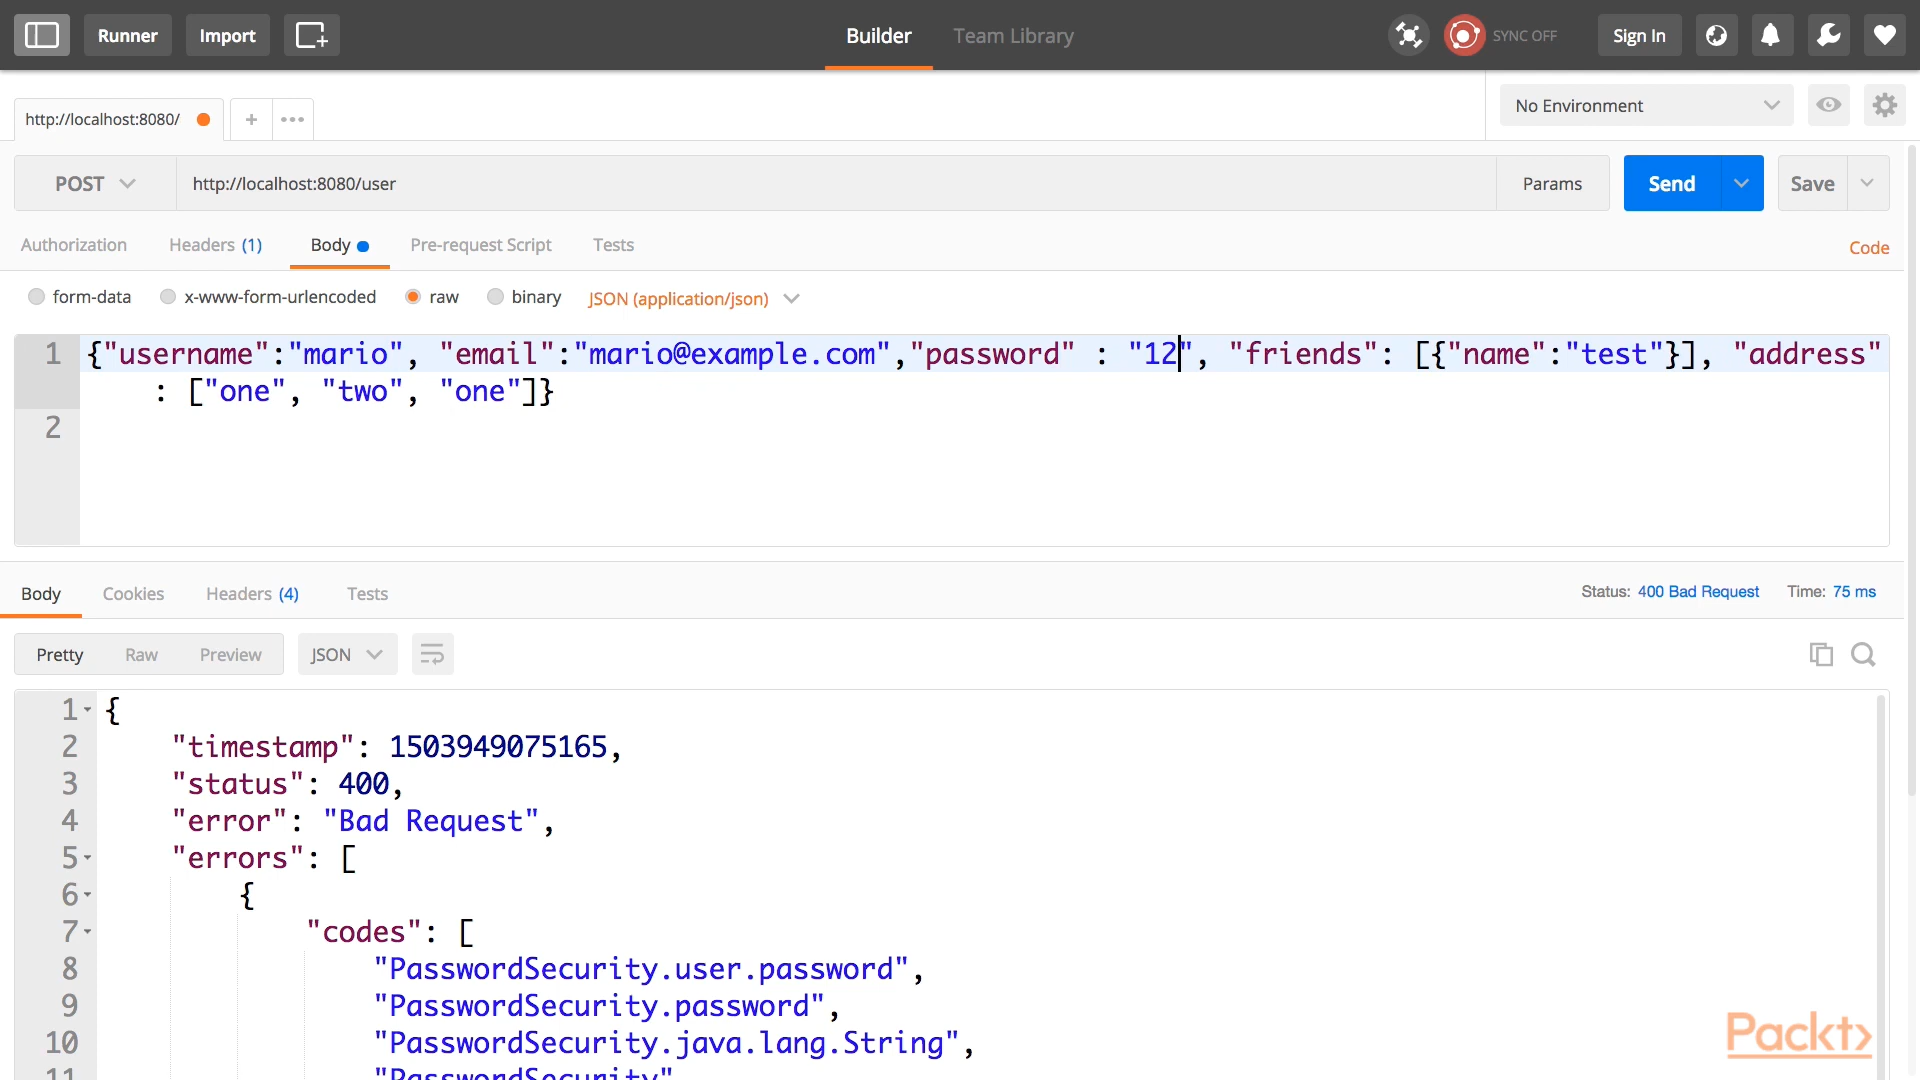 Runner Import Builder Team Library SYNC OFF Sign In
http://localhost:8080/ + ••• No Environment
POST http://localhost:8080/user Params Send Save
Authorization Headers (1) Body Pre-request Script Tests Code
form-data x-www-form-urlencoded raw binary JSON (application/json)
1 {"username":"mario", "email":"mario@example.com","password" : "12", "friends": [{"name":"test"}], "address"
: ["one", "two", "one"]}
2
Body Cookies Headers (4) Tests Status: 400 Bad Request Time: 75 ms
Pretty Raw Preview JSON
1 {
2 "timestamp": 1503949075165,
3 "status": 400,
4 "error": "Bad Request",
5 "errors": [
6 {
7 "codes": [
8 "PasswordSecurity.user.password",
9 "PasswordSecurity.password",
10 "PasswordSecurity.java.lang.String",
11 "PasswordSecurity"
Packt>